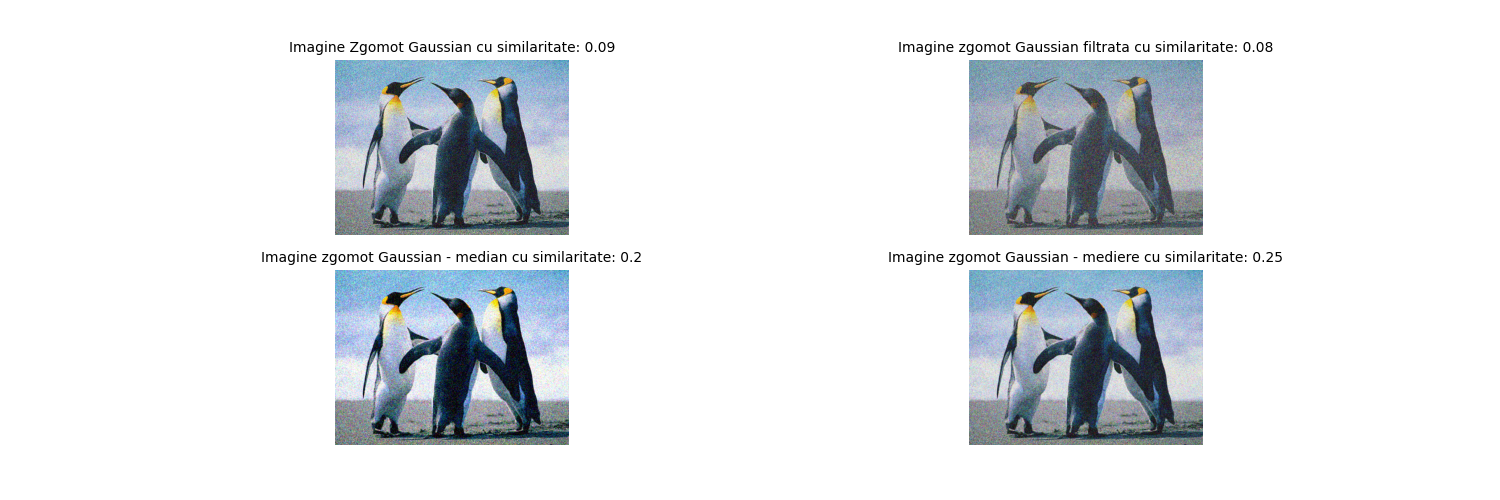 Imagine Zgomot Gaussian cu similaritate: 0.09
Imagine zgomot Gaussian filtrata cu similaritate: 0.08
Imagine zgomot Gaussian - median cu similaritate: 0.2
Imagine zgomot Gaussian - mediere cu similaritate: 0.25